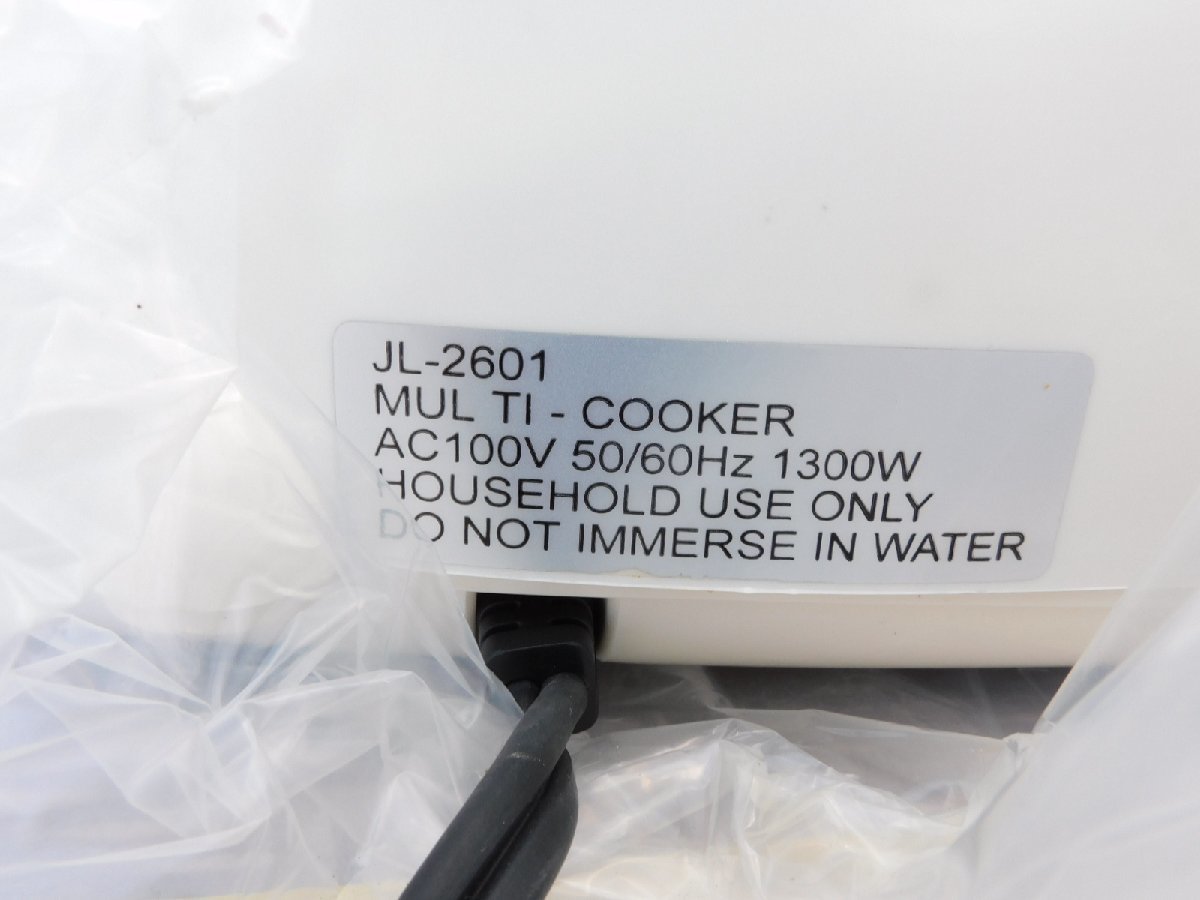 JL-2601
MUL TI - COOKER
AC100V 50/60Hz 1300W
HOUSEHOLD USE ONLY
DO NOT IMMERSE IN WATER